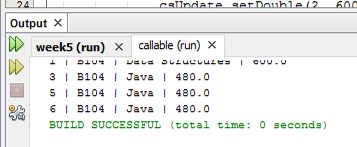 24
csUpdate.setDouble(2, 600
Output
week5 (run) callable (run)
1 | B104 | Data Structures | 600.0
3 | B104 | Java | 480.0
5 | B104 | Java | 480.0
6 | B104 | Java | 480.0
BUILD SUCCESSFUL (total time: 0 seconds)